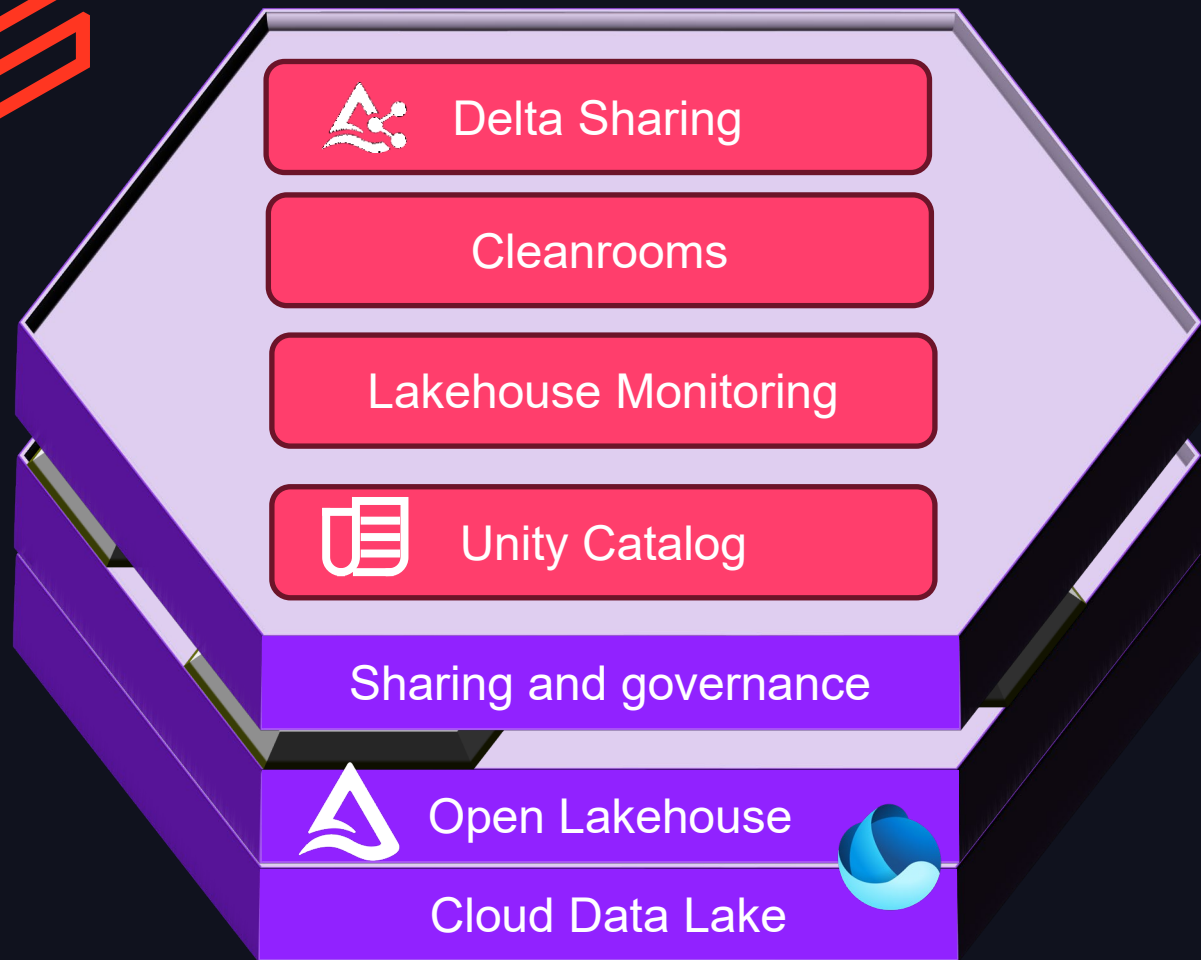 Delta Sharing
Cleanrooms
Lakehouse Monitoring
Unity Catalog
Sharing and governance
Open Lakehouse
Cloud Data Lake